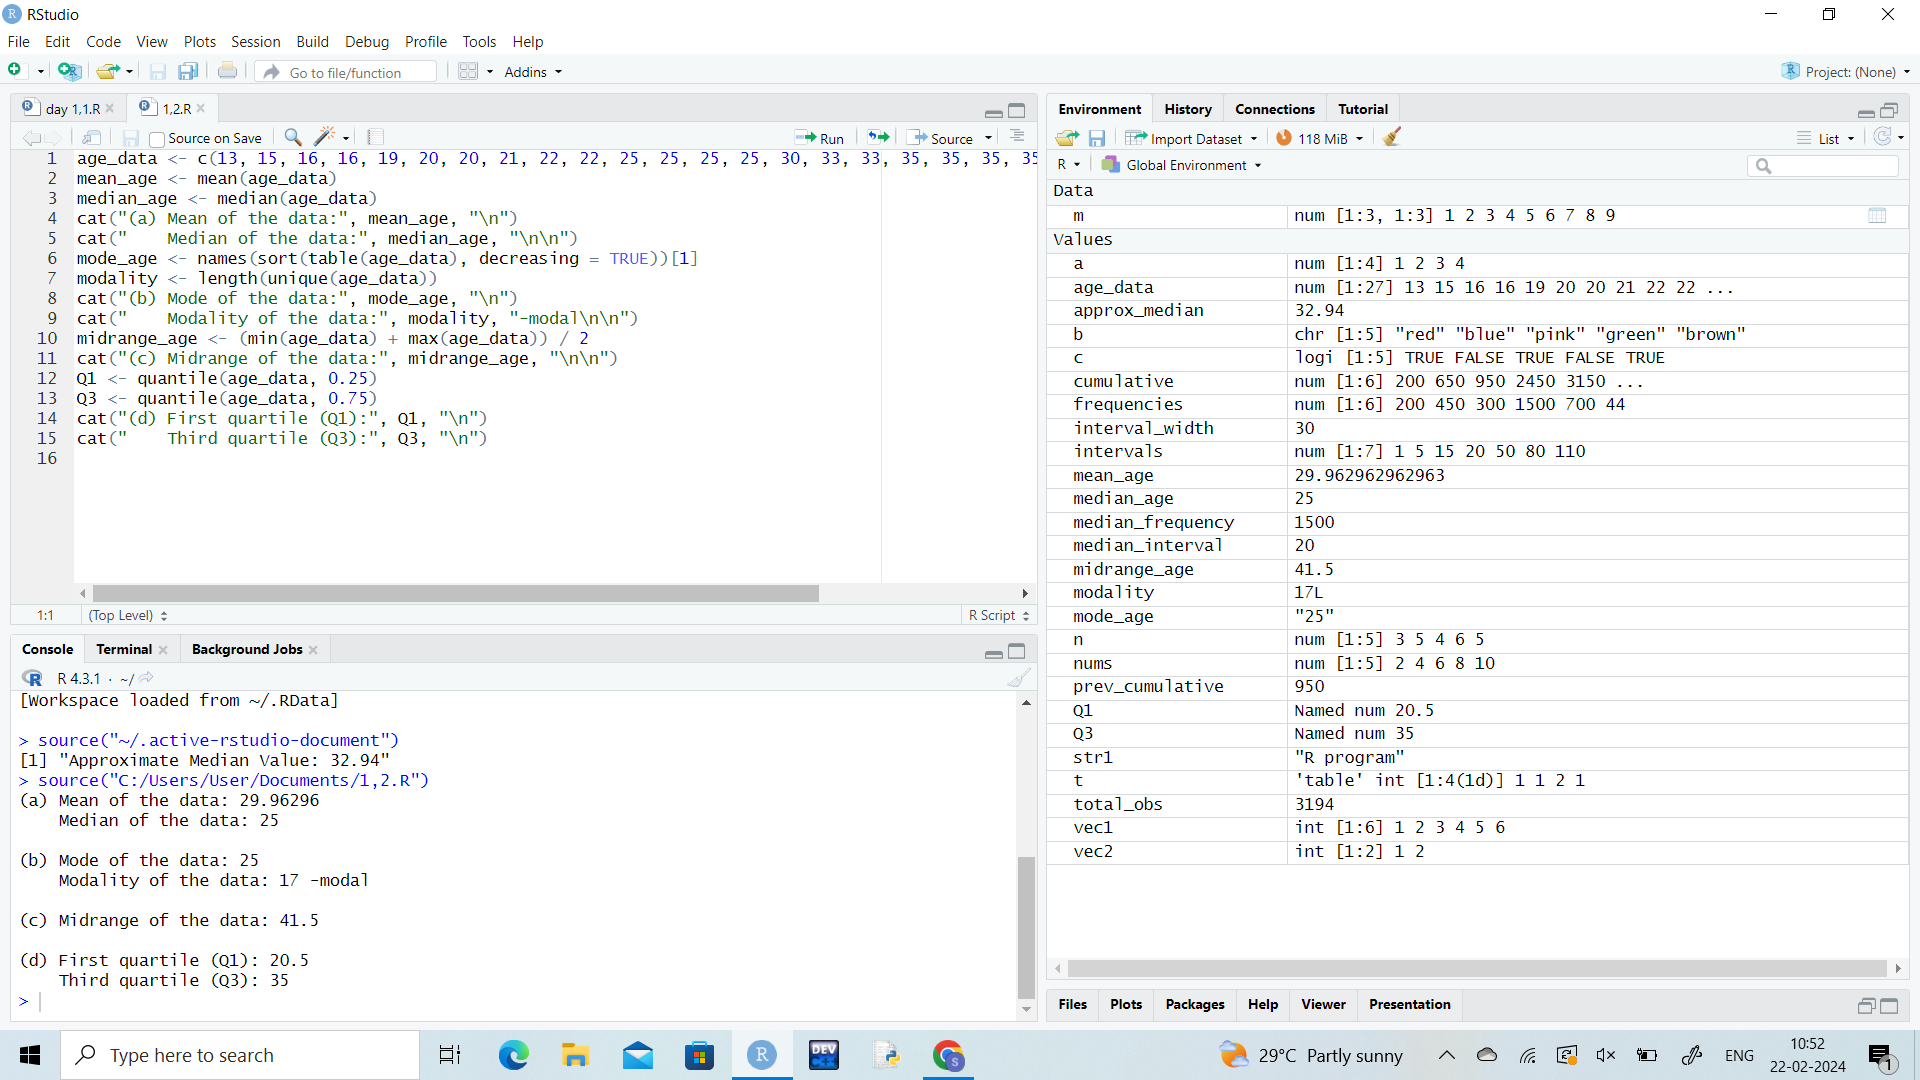 RStudio
File Edit Code View Plots Session Build Debug Profile Tools Help
Go to file/function Addins Project: (None)
day 1,1.R 1,2.R
Source on Save Run Source
1 age_data <- c(13, 15, 16, 16, 19, 20, 20, 21, 22, 22, 25, 25, 25, 25, 30, 33, 33, 35, 35, 35, 35
2 mean_age <- mean(age_data)
3 median_age <- median(age_data)
4 cat("(a) Mean of the data:", mean_age, "\n")
5 cat("    Median of the data:", median_age, "\n\n")
6 mode_age <- names(sort(table(age_data), decreasing = TRUE))[1]
7 modality <- length(unique(age_data))
8 cat("(b) Mode of the data:", mode_age, "\n")
9 cat("    Modality of the data:", modality, "-modal\n\n")
10 midrange_age <- (min(age_data) + max(age_data)) / 2
11 cat("(c) Midrange of the data:", midrange_age, "\n\n")
12 Q1 <- quantile(age_data, 0.25)
13 Q3 <- quantile(age_data, 0.75)
14 cat("(d) First quartile (Q1):", Q1, "\n")
15 cat("    Third quartile (Q3):", Q3, "\n")
16
1:1 (Top Level) R Script
Console Terminal Background Jobs
R 4.3.1 · ~/
[Workspace loaded from ~/.RData]
> source("~/.active-rstudio-document")
[1] "Approximate Median Value: 32.94"
> source("C:/Users/User/Documents/1,2.R")
(a) Mean of the data: 29.96296
    Median of the data: 25
(b) Mode of the data: 25
    Modality of the data: 17 -modal
(c) Midrange of the data: 41.5
(d) First quartile (Q1): 20.5
    Third quartile (Q3): 35
>
Environment History Connections Tutorial
Import Dataset 118 MiB List
R Global Environment
Data
m num [1:3, 1:3] 1 2 3 4 5 6 7 8 9
Values
a num [1:4] 1 2 3 4
age_data num [1:27] 13 15 16 16 19 20 20 21 22 22 ...
approx_median 32.94
b chr [1:5] "red" "blue" "pink" "green" "brown"
c logi [1:5] TRUE FALSE TRUE FALSE TRUE
cumulative num [1:6] 200 650 950 2450 3150 ...
frequencies num [1:6] 200 450 300 1500 700 44
interval_width 30
intervals num [1:7] 1 5 15 20 50 80 110
mean_age 29.962962962963
median_age 25
median_frequency 1500
median_interval 20
midrange_age 41.5
modality 17L
mode_age "25"
n num [1:5] 3 5 4 6 5
nums num [1:5] 2 4 6 8 10
prev_cumulative 950
Q1 Named num 20.5
Q3 Named num 35
str1 "R program"
t 'table' int [1:4(1d)] 1 1 2 1
total_obs 3194
vec1 int [1:6] 1 2 3 4 5 6
vec2 int [1:2] 1 2
Files Plots Packages Help Viewer Presentation
Type here to search
DEV C++
29°C Partly sunny ENG
10:52
22-02-2024
1